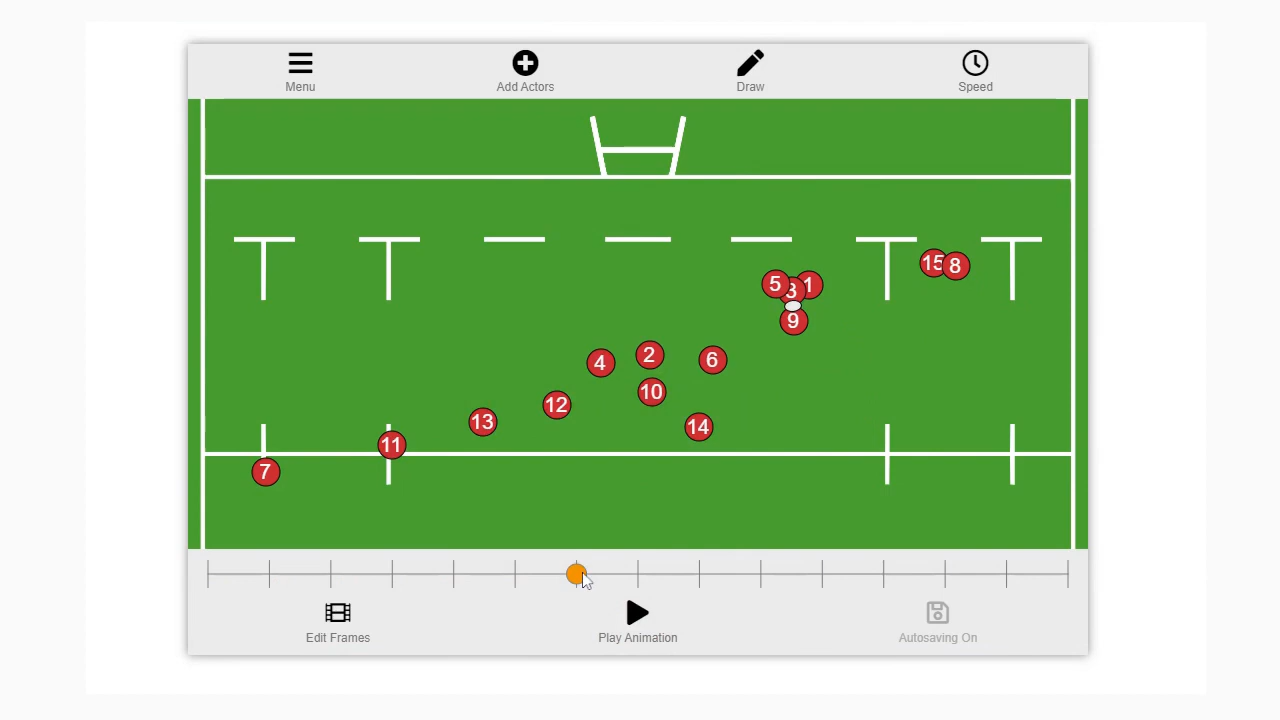 Menu
Add Actors
Draw
Speed
15
8
5
3
1
9
4
2
6
10
12
13
14
11
7
Edit Frames
Play Animation
Autosaving On